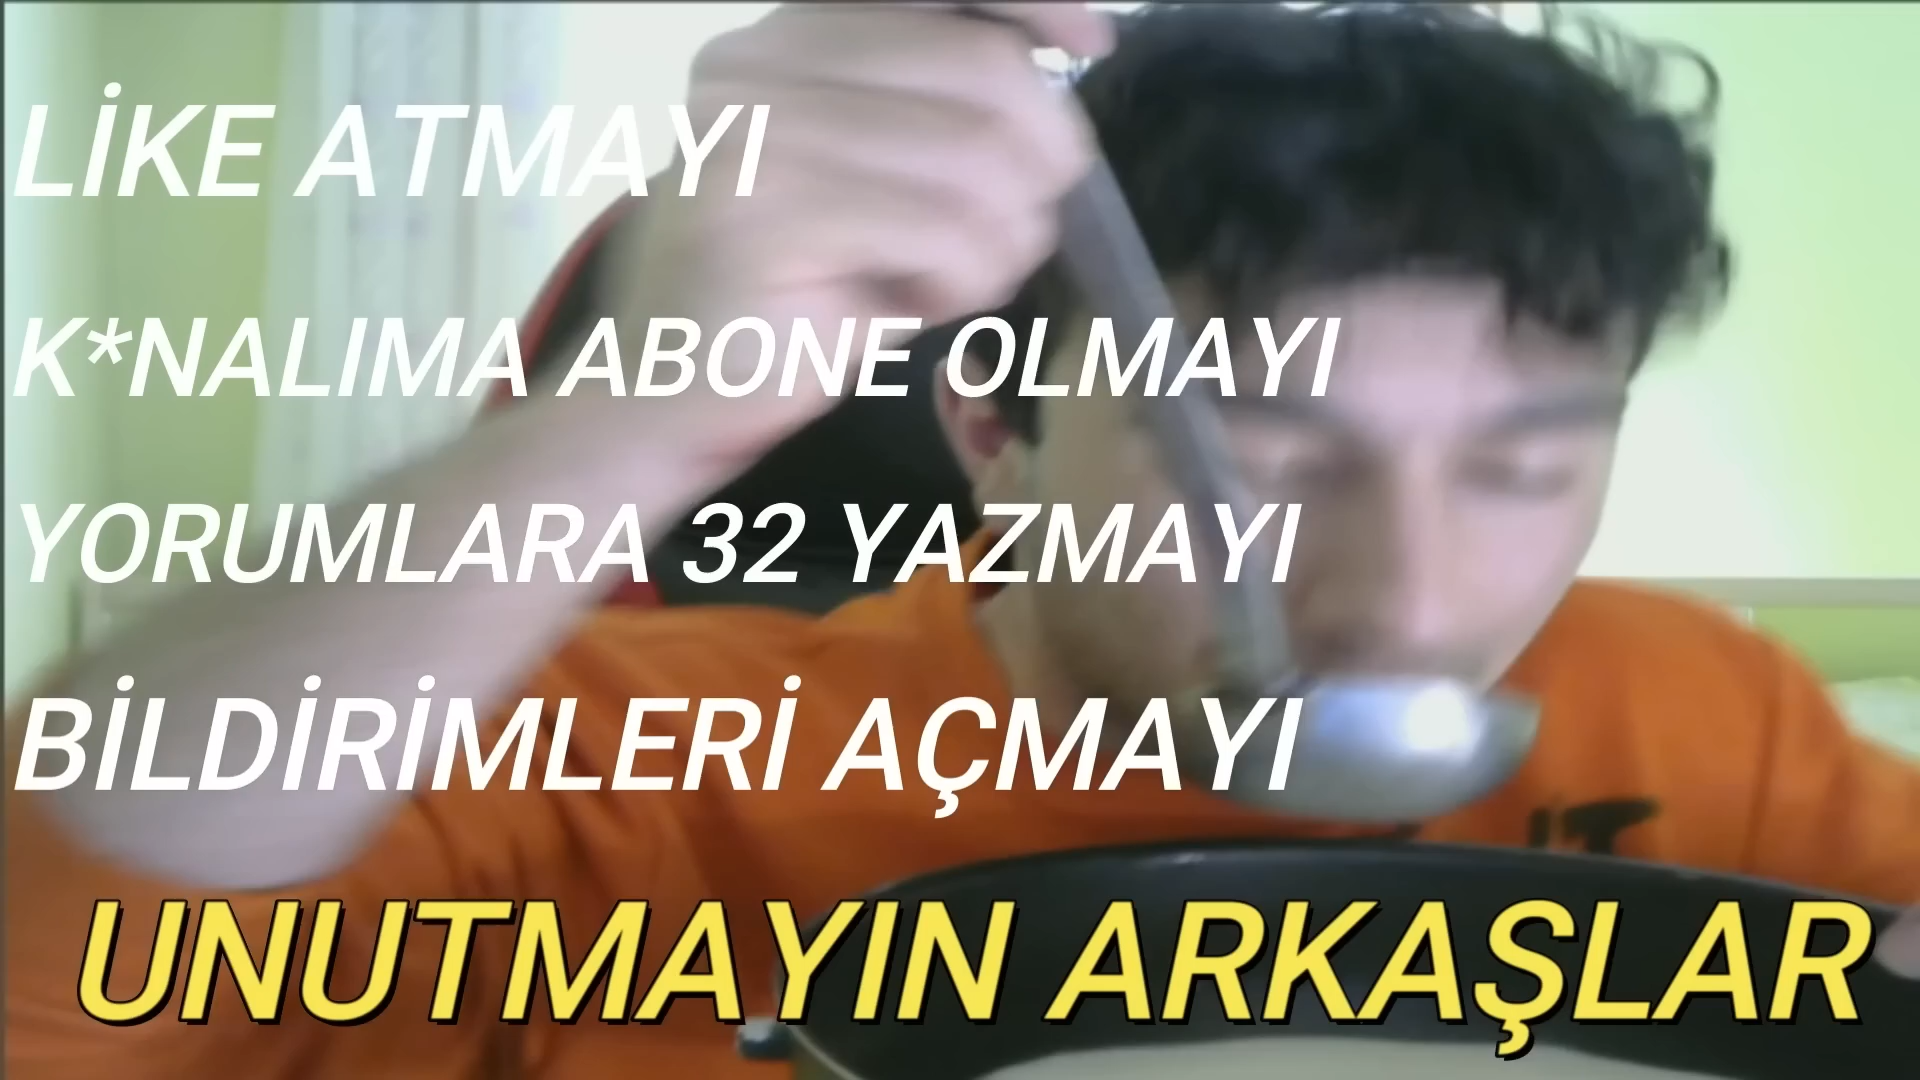 LİKE ATMAYI
K*NALIMA ABONE OLMAYI
YORUMLARA 32 YAZMAYI
BİLDİRİMLERİ AÇMAYI
UNUTMAYIN ARKAŞLAR